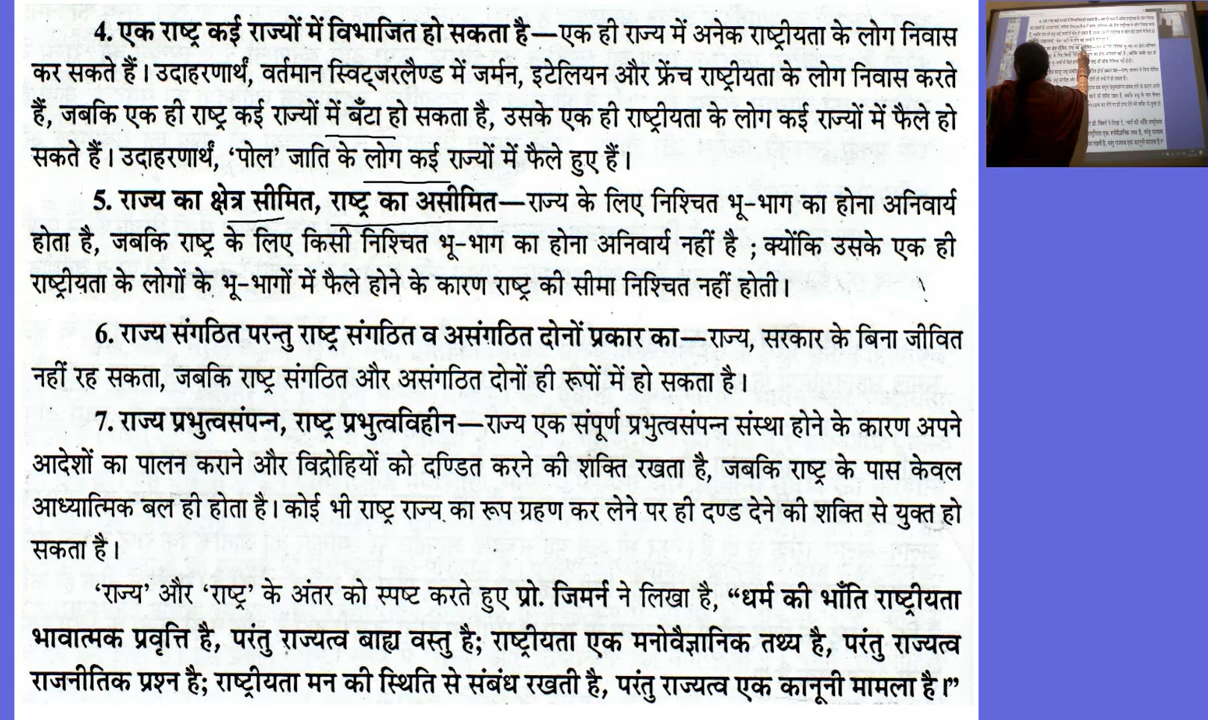 4. एक राष्ट्र कई राज्यों में विभाजित हो सकता है—एक ही राज्य में अनेक राष्ट्रीयता के लोग निवास
कर सकते हैं। उदाहरणार्थ, वर्तमान स्विट्जरलैण्ड में जर्मन, इटेलियन और फ्रेंच राष्ट्रीयता के लोग निवास करते
हैं, जबकि एक ही राष्ट्र कई राज्यों में बँटा हो सकता है, उसके एक ही राष्ट्रीयता के लोग कई राज्यों में फैले हो
सकते हैं। उदाहरणार्थ, ‘पोल’ जाति के लोग कई राज्यों में फैले हुए हैं।
5. राज्य का क्षेत्र सीमित, राष्ट्र का असीमित—राज्य के लिए निश्चित भू-भाग का होना अनिवार्य
होता है, जबकि राष्ट्र के लिए किसी निश्चित भू-भाग का होना अनिवार्य नहीं है ; क्योंकि उसके एक ही
राष्ट्रीयता के लोगों के भू-भागों में फैले होने के कारण राष्ट्र की सीमा निश्चित नहीं होती।
6. राज्य संगठित परन्तु राष्ट्र संगठित व असंगठित दोनों प्रकार का—राज्य, सरकार के बिना जीवित
नहीं रह सकता, जबकि राष्ट्र संगठित और असंगठित दोनों ही रूपों में हो सकता है।
7. राज्य प्रभुत्वसंपन्न, राष्ट्र प्रभुत्वविहीन—राज्य एक संपूर्ण प्रभुत्वसंपन्न संस्था होने के कारण अपने
आदेशों का पालन कराने और विद्रोहियों को दण्डित करने की शक्ति रखता है, जबकि राष्ट्र के पास केवल
आध्यात्मिक बल ही होता है। कोई भी राष्ट्र राज्य का रूप ग्रहण कर लेने पर ही दण्ड देने की शक्ति से युक्त हो
सकता है।
‘राज्य’ और ‘राष्ट्र’ के अंतर को स्पष्ट करते हुए प्रो. जिमर्न ने लिखा है, “धर्म की भाँति राष्ट्रीयता
भावात्मक प्रवृत्ति है, परंतु राज्यत्व बाह्य वस्तु है; राष्ट्रीयता एक मनोवैज्ञानिक तथ्य है, परंतु राज्यत्व
राजनीतिक प्रश्न है; राष्ट्रीयता मन की स्थिति से संबंध रखती है, परंतु राज्यत्व एक कानूनी मामला है।”